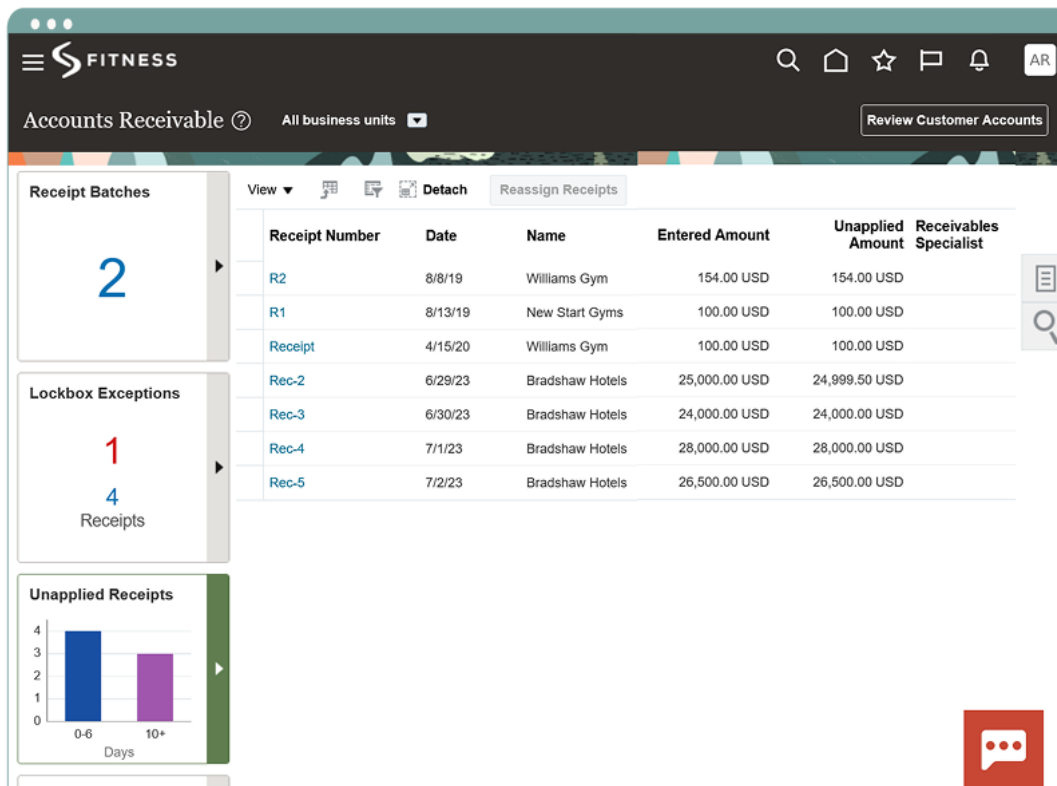 FITNESS
AR
Accounts Receivable ?
All business units
Review Customer Accounts
Receipt Batches
2
Lockbox Exceptions
1
4
Receipts
Unapplied Receipts
4
3
2
1
0
0-6
10+
Days
View
Detach
Reassign Receipts
Receipt Number Date Name Entered Amount Unapplied Amount Receivables Specialist
R2 8/8/19 Williams Gym 154.00 USD 154.00 USD
R1 8/13/19 New Start Gyms 100.00 USD 100.00 USD
Receipt 4/15/20 Williams Gym 100.00 USD 100.00 USD
Rec-2 6/29/23 Bradshaw Hotels 25,000.00 USD 24,999.50 USD
Rec-3 6/30/23 Bradshaw Hotels 24,000.00 USD 24,000.00 USD
Rec-4 7/1/23 Bradshaw Hotels 28,000.00 USD 28,000.00 USD
Rec-5 7/2/23 Bradshaw Hotels 26,500.00 USD 26,500.00 USD